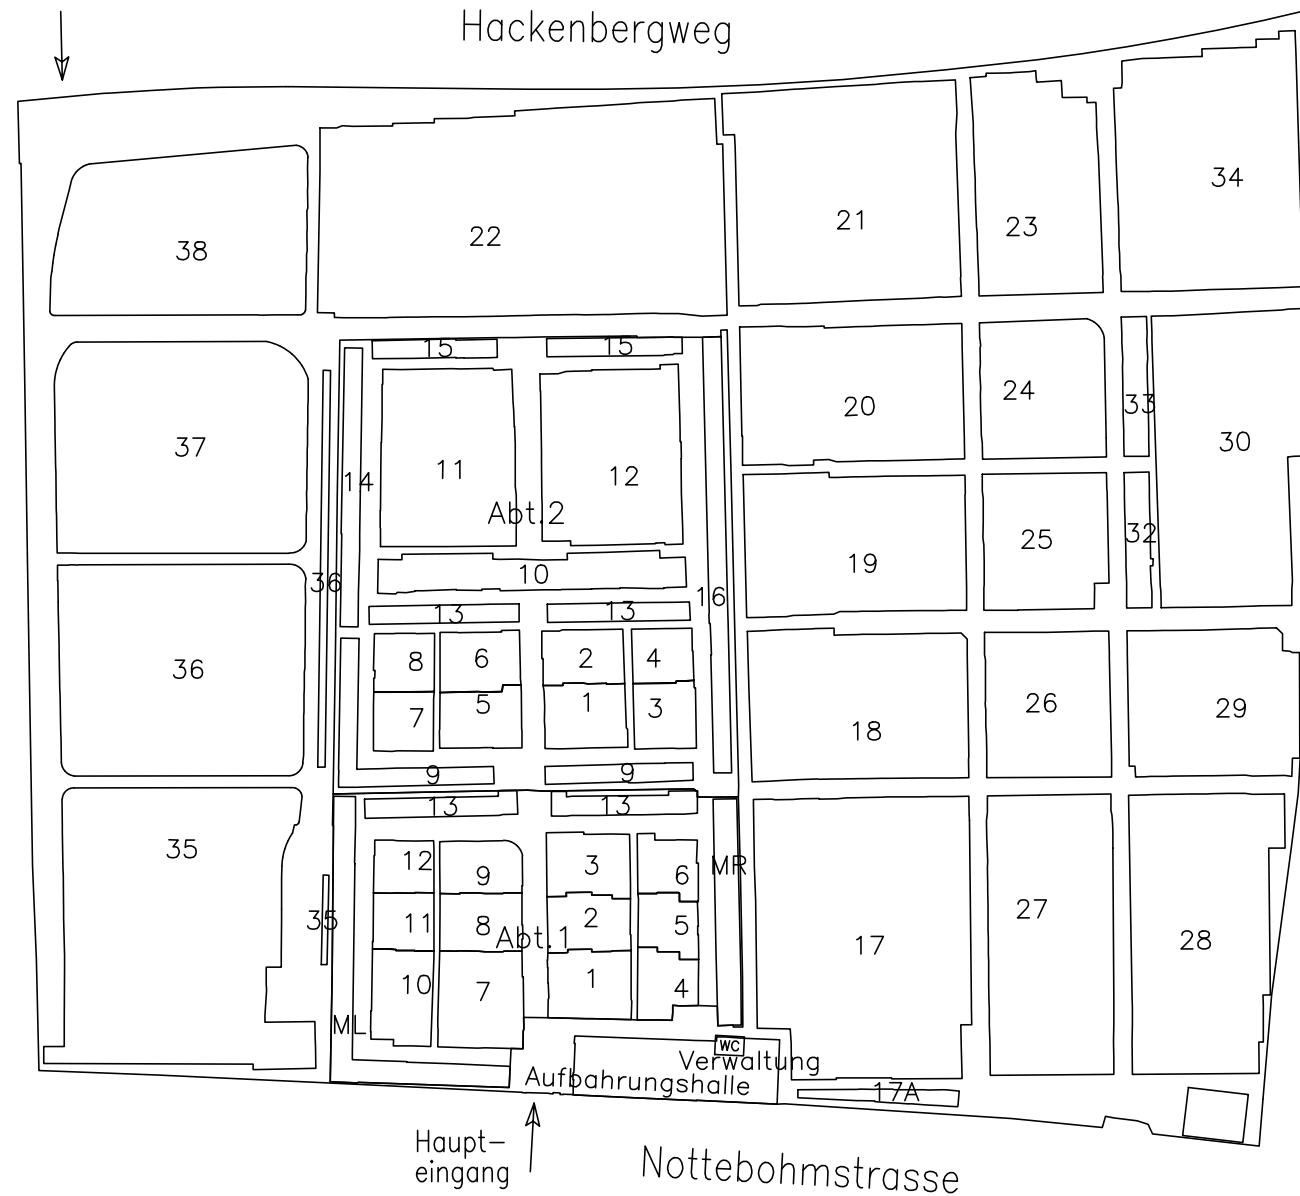 Hackenbergweg
34
21
23
22
38
15 15
24
33
20
30
37
11
12
14
Abt.2
32
25
19
10
36
16
13 13
8 6 2 4
36
7 5 1 3
26
29
18
9 9
13 13
35
12 9 3 6
MR
27
35
11 8 2 5
Abt.1
28
17
10 7 1 4
ML
WC
Verwaltung
Aufbahrungshalle
17A
Haupt-
eingang
Nottebohmstrasse